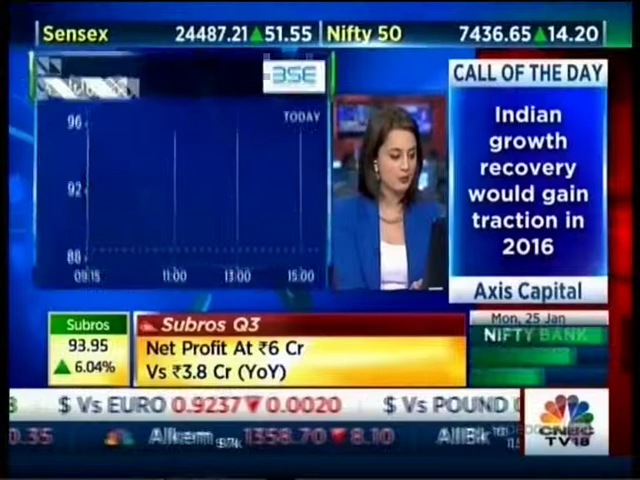 Sensex 24487.21 ▲ 51.55 Nifty 50 7436.65 ▲ 14.20
BSE
TODAY
96
92
88
09:15 11:00 13:00 15:00
CALL OF THE DAY
Indian
growth
recovery
would gain
traction in
2016
Axis Capital
Subros
93.95
▲ 6.04%
Subros Q3
Net Profit At ₹6 Cr
Vs ₹3.8 Cr (YoY)
Mon, 25 Jan
NIFTY BANK
$ Vs EURO 0.9237 ▼ 0.0020 $ Vs POUND
0.35 Alkem 1358.70 ▼ 8.10
CNBC
TV18